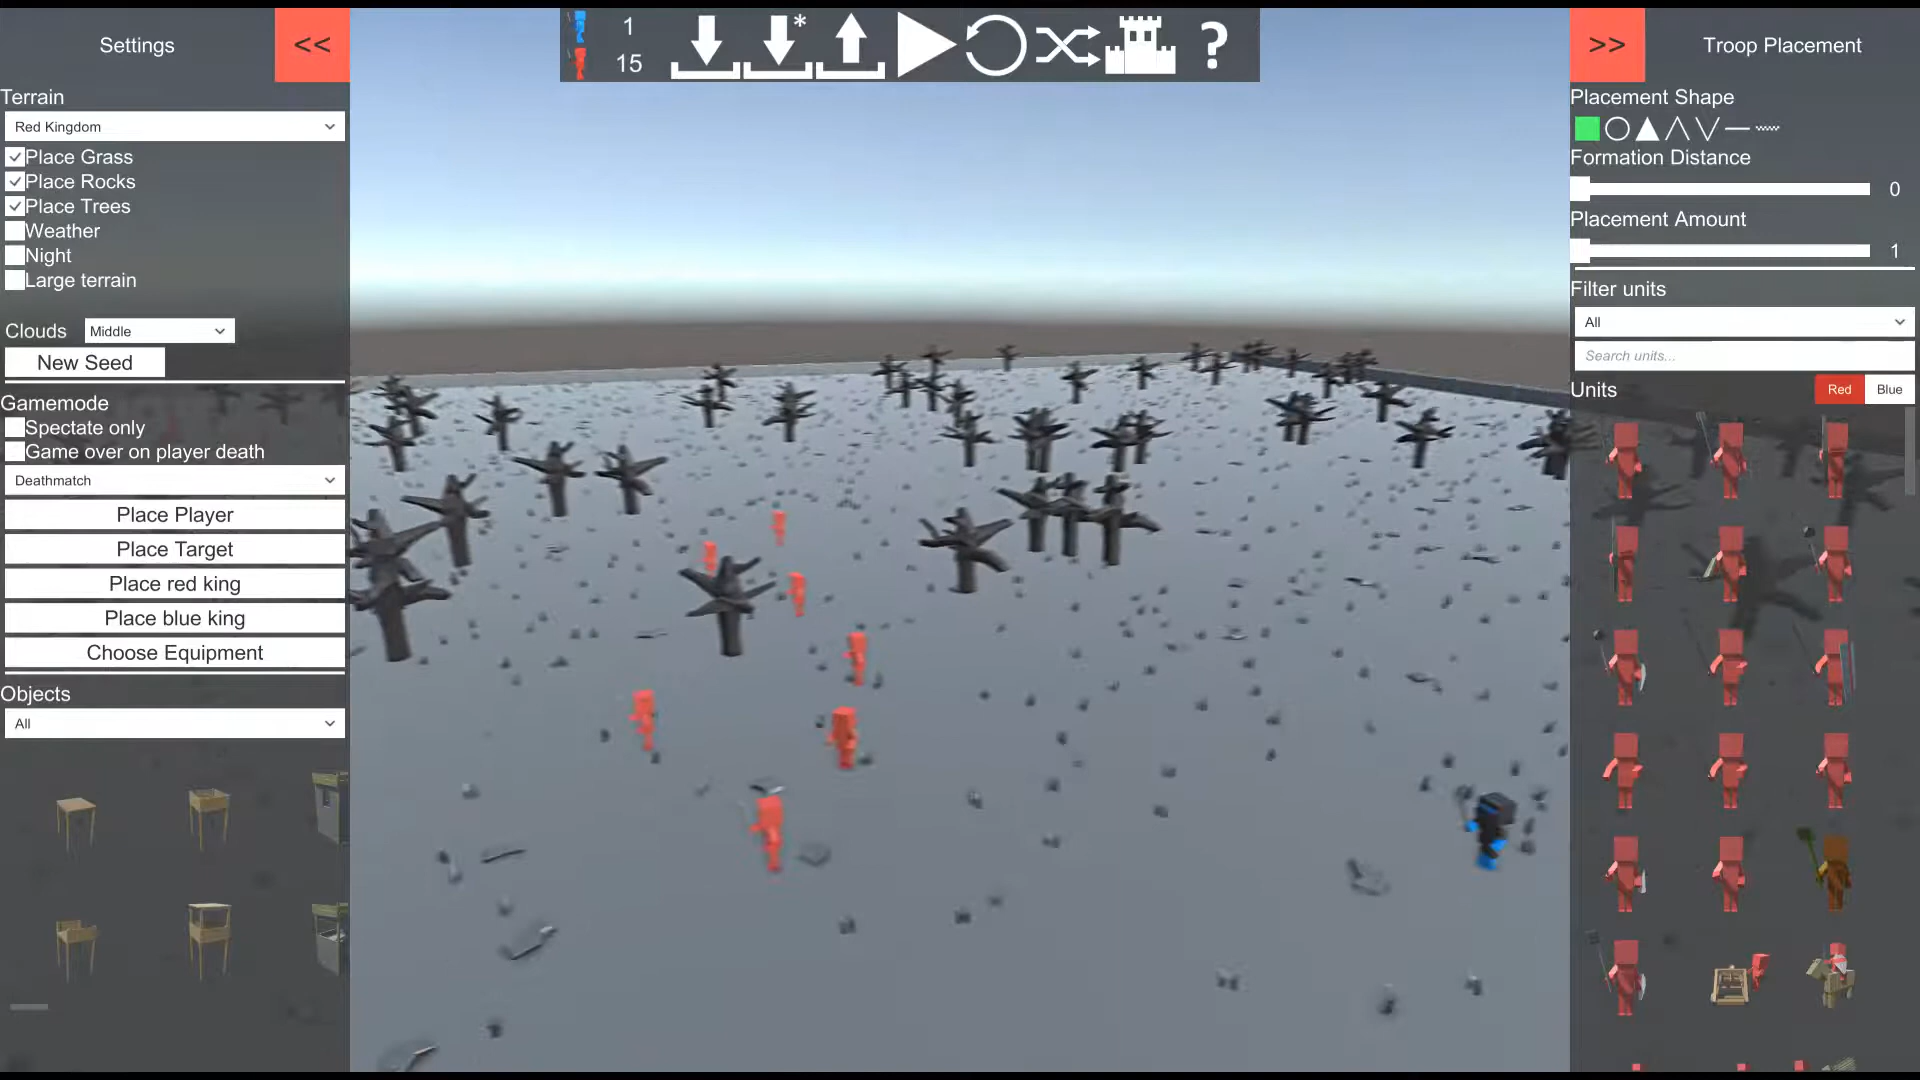 Settings
<<
Terrain
Red Kingdom
Place Grass
Place Rocks
Place Trees
Weather
Night
Large terrain
Clouds Middle
New Seed
Gamemode
Spectate only
Game over on player death
Deathmatch
Place Player
Place Target
Place red king
Place blue king
Choose Equipment
Objects
All
1
15
*
?
>>
Troop Placement
Placement Shape
Formation Distance
0
Placement Amount
1
Filter units
All
Search units...
Units Red Blue